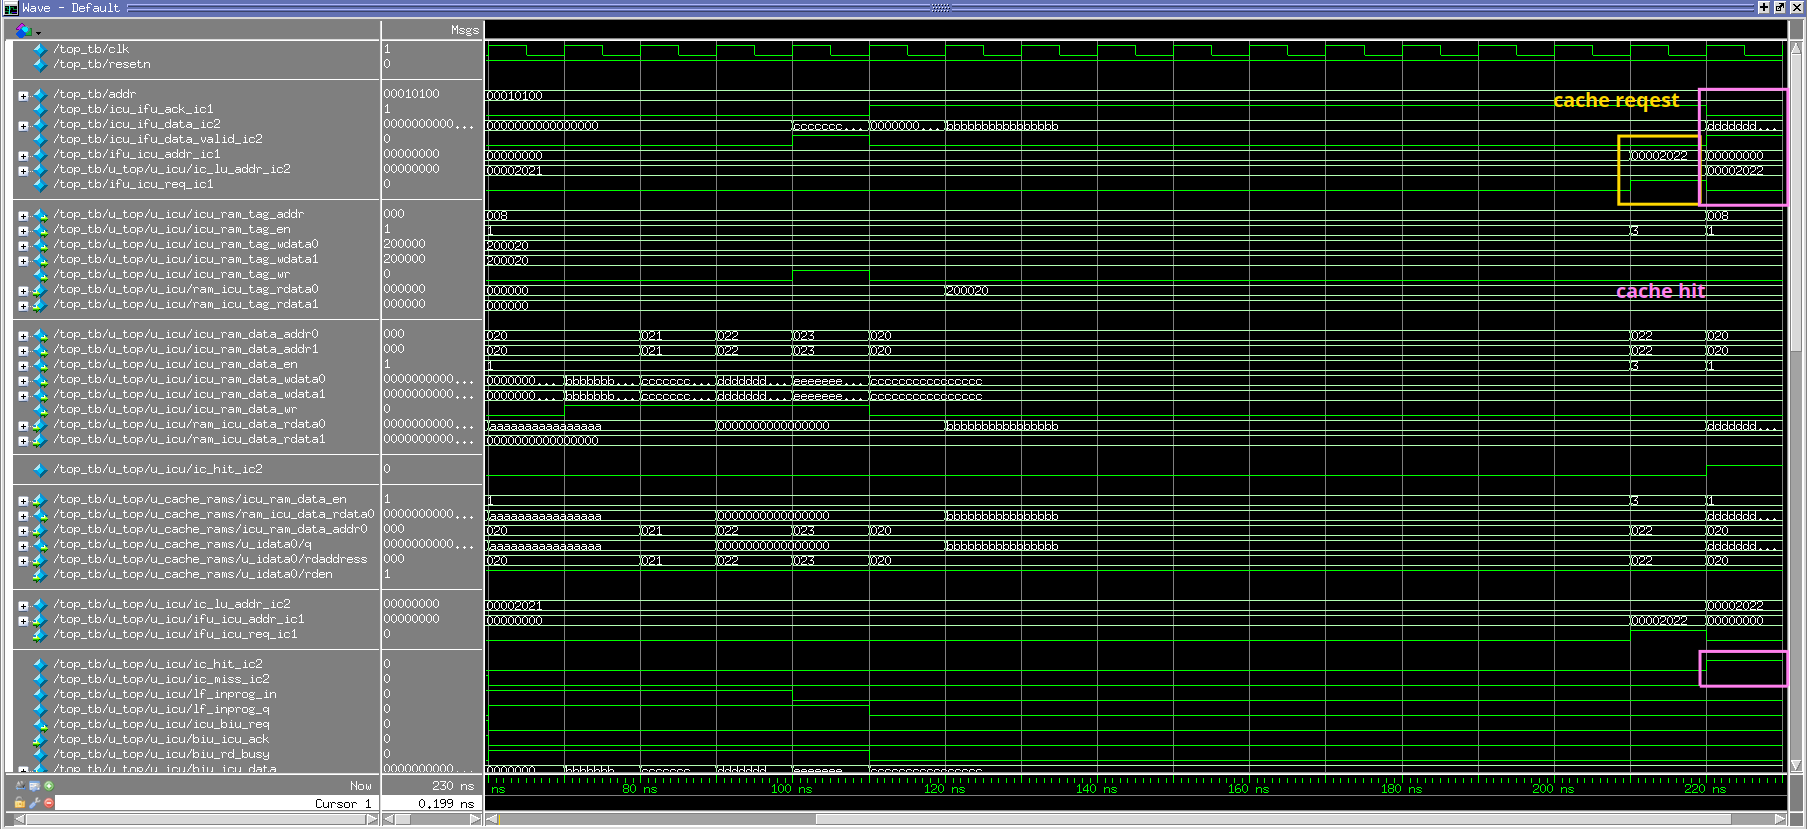 Wave - Default
Msgs
/top_tb/clk 1
/top_tb/resetn 0
/top_tb/addr 00010100 00010100
cache reqest
/top_tb/icu_ifu_ack_ic1 1
/top_tb/icu_ifu_data_ic2 0000000000... 0000000000000000 ccccccc... 0000000... bbbbbbbbbbbbbbbb ddddddd...
/top_tb/icu_ifu_data_valid_ic2 0
/top_tb/ifu_icu_addr_ic1 00000000 00000000 00002022 00000000
/top_tb/u_top/u_icu/ic_lu_addr_ic2 00000000 00002021 00002022
/top_tb/ifu_icu_req_ic1 0
/top_tb/u_top/u_icu/icu_ram_tag_addr 000 008 008
/top_tb/u_top/u_icu/icu_ram_tag_en 1 1 3 1
/top_tb/u_top/u_icu/icu_ram_tag_wdata0 200000 200020
/top_tb/u_top/u_icu/icu_ram_tag_wdata1 200000 200020
/top_tb/u_top/u_icu/icu_ram_tag_wr 0
/top_tb/u_top/u_icu/ram_icu_tag_rdata0 000000 000000 200020
cache hit
/top_tb/u_top/u_icu/ram_icu_tag_rdata1 000000 000000
/top_tb/u_top/u_icu/icu_ram_data_addr0 000 020 021 022 023 020 022 020
/top_tb/u_top/u_icu/icu_ram_data_addr1 000 020 021 022 023 020 022 020
/top_tb/u_top/u_icu/icu_ram_data_en 1 1 3 1
/top_tb/u_top/u_icu/icu_ram_data_wdata0 0000000000... 0000000... bbbbbbb... ccccccc... ddddddd... eeeeeee... cccccccccccccccc
/top_tb/u_top/u_icu/icu_ram_data_wdata1 0000000000... 0000000... bbbbbbb... ccccccc... ddddddd... eeeeeee... cccccccccccccccc
/top_tb/u_top/u_icu/icu_ram_data_wr 0
/top_tb/u_top/u_icu/ram_icu_data_rdata0 0000000000... aaaaaaaaaaaaaaaa 0000000000000000 bbbbbbbbbbbbbbbb ddddddd...
/top_tb/u_top/u_icu/ram_icu_data_rdata1 0000000000... 0000000000000000
/top_tb/u_top/u_icu/ic_hit_ic2 0
/top_tb/u_top/u_cache_rams/icu_ram_data_en 1 1 3 1
/top_tb/u_top/u_cache_rams/ram_icu_data_rdata0 0000000000... aaaaaaaaaaaaaaaa 0000000000000000 bbbbbbbbbbbbbbbb ddddddd...
/top_tb/u_top/u_cache_rams/icu_ram_data_addr0 000 020 021 022 023 020 022 020
/top_tb/u_top/u_cache_rams/u_idata0/q 0000000000... aaaaaaaaaaaaaaaa 0000000000000000 bbbbbbbbbbbbbbbb ddddddd...
/top_tb/u_top/u_cache_rams/u_idata0/rdaddress 000 020 021 022 023 020 022 020
/top_tb/u_top/u_cache_rams/u_idata0/rden 1
/top_tb/u_top/u_icu/ic_lu_addr_ic2 00000000 00002021 00002022
/top_tb/u_top/u_icu/ifu_icu_addr_ic1 00000000 00000000 00002022 00000000
/top_tb/u_top/u_icu/ifu_icu_req_ic1 0
/top_tb/u_top/u_icu/ic_hit_ic2 0
/top_tb/u_top/u_icu/ic_miss_ic2 0
/top_tb/u_top/u_icu/lf_inprog_in 0
/top_tb/u_top/u_icu/lf_inprog_q 0
/top_tb/u_top/u_icu/icu_biu_req 0
/top_tb/u_top/u_icu/biu_icu_ack 0
/top_tb/u_top/u_icu/biu_rd_busy 0
/top_tb/u_top/u_icu/biu_icu_data 0000000000... 0000000 bbbbbbb ccccccc ddddddd eeeeeee cccccccccccccccc
Now 230 ns ns 80 ns 100 ns 120 ns 140 ns 160 ns 180 ns 200 ns 220 ns
Cursor 1 0.199 ns